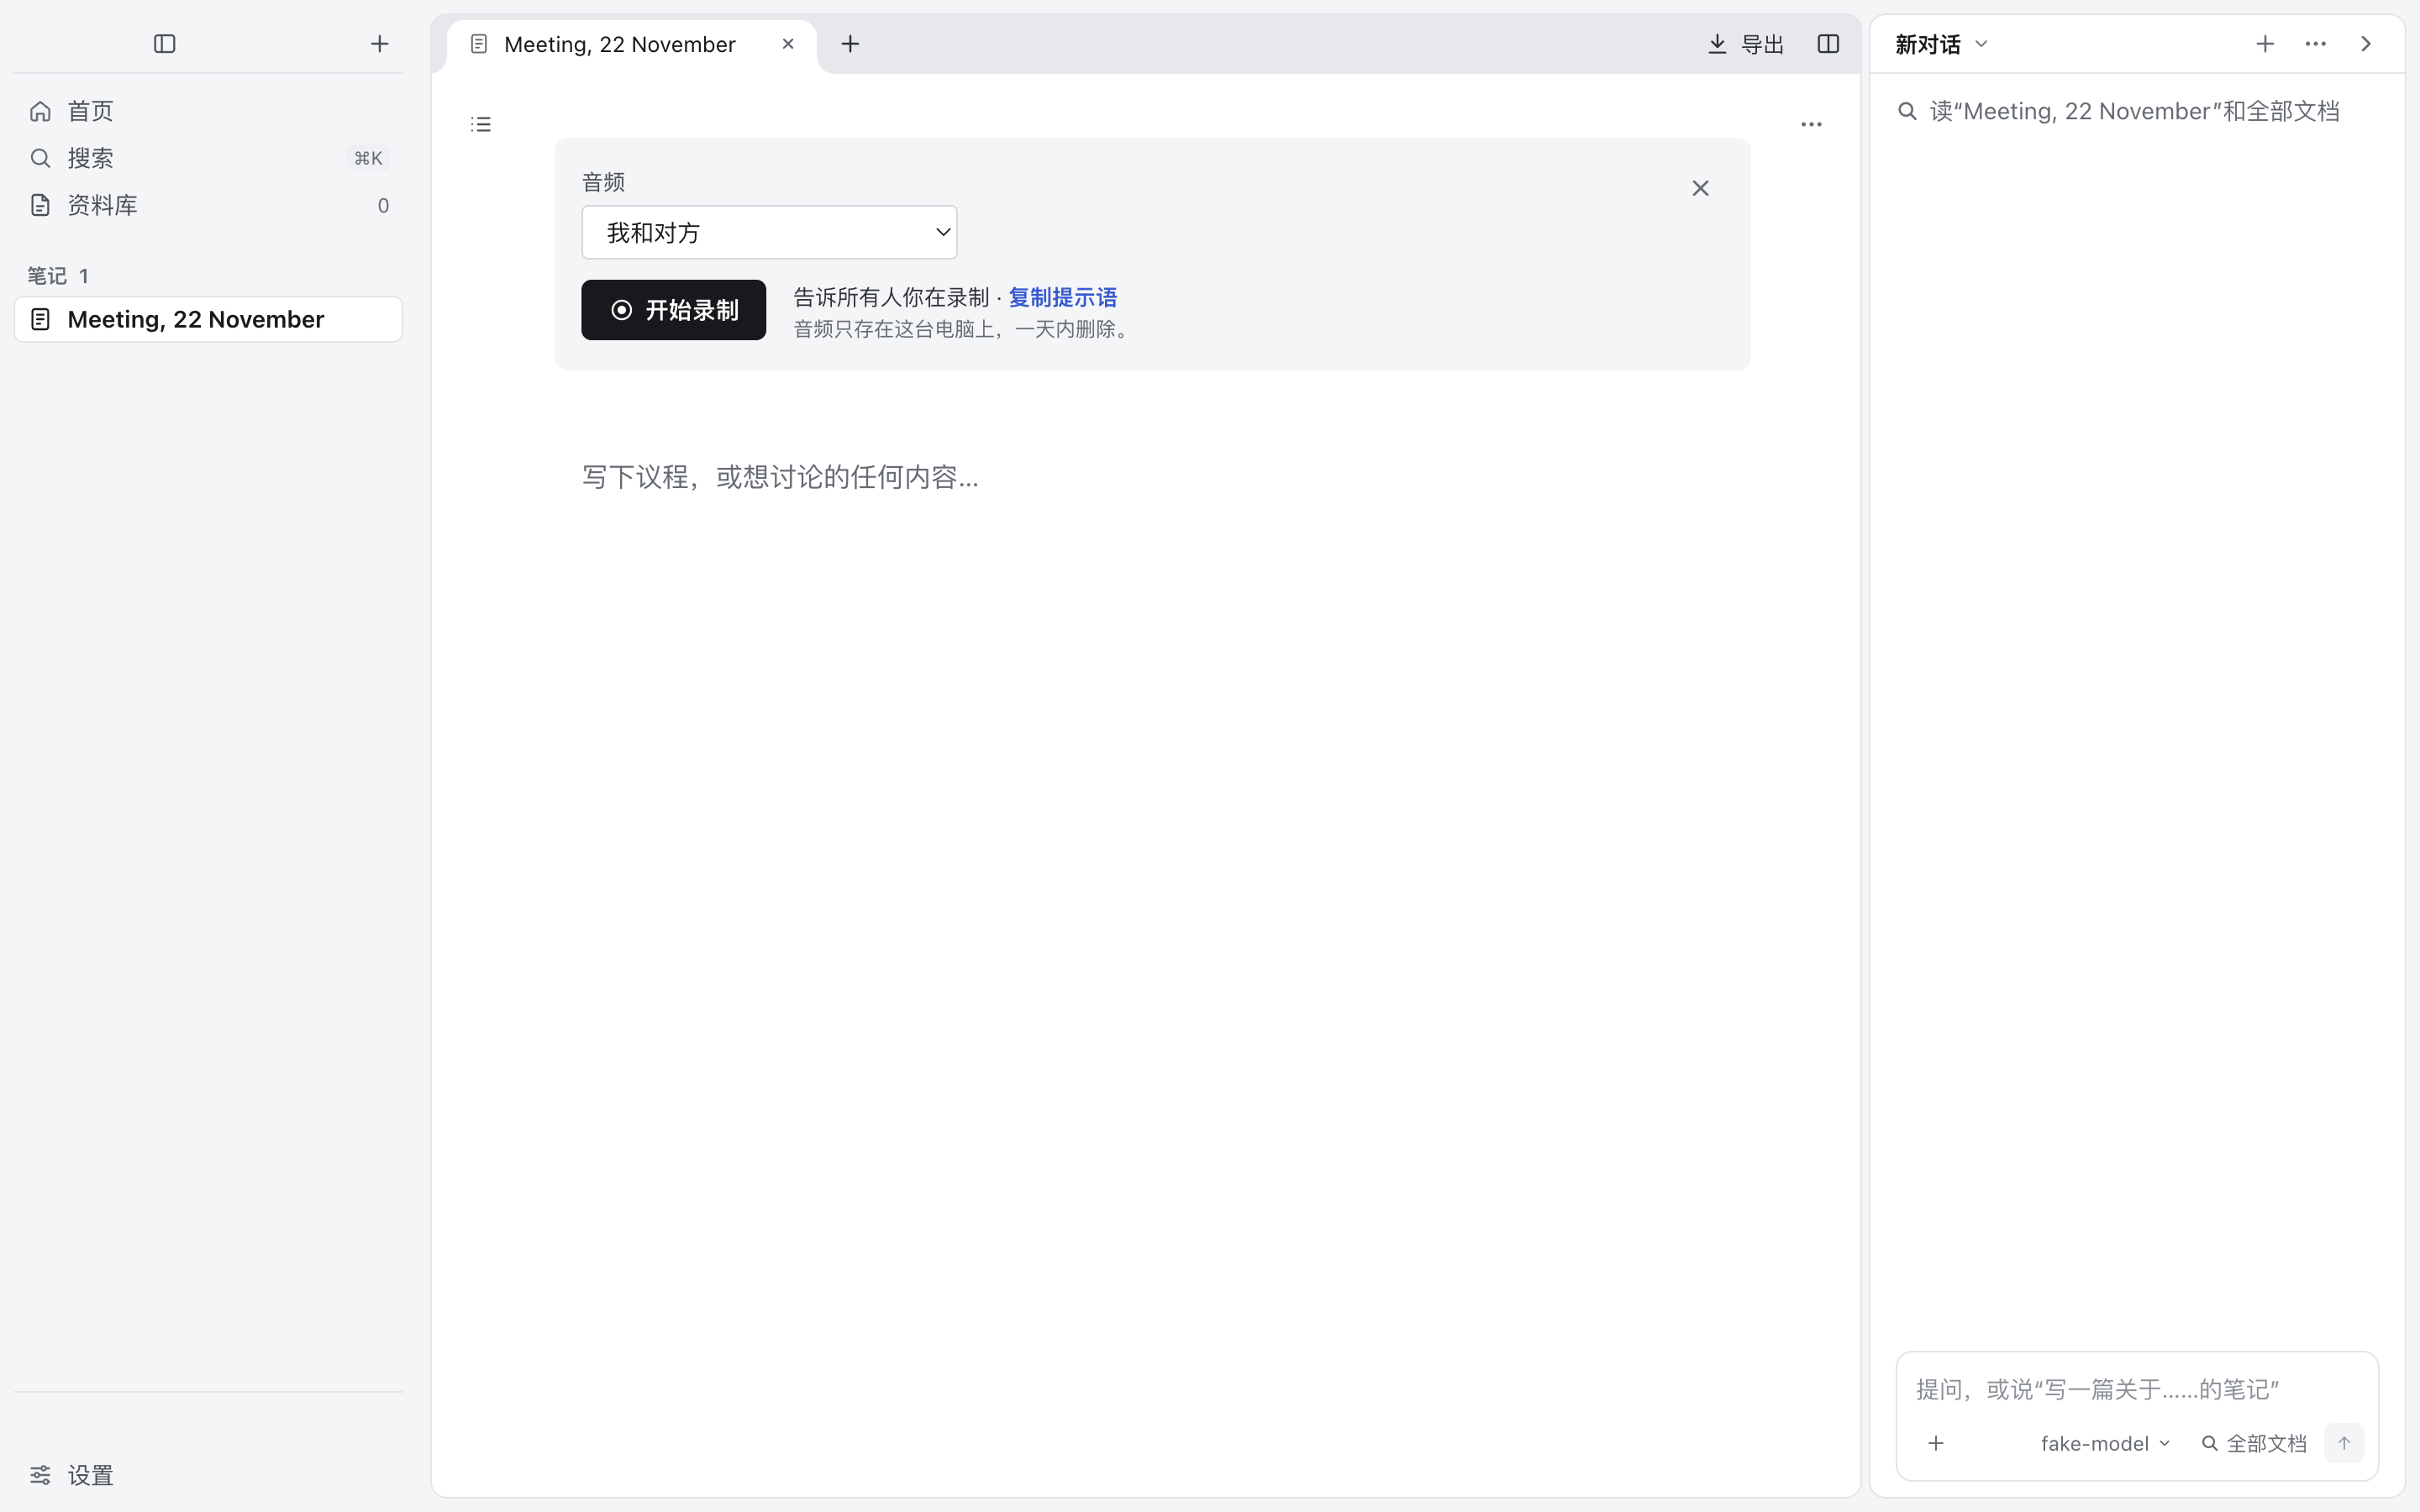 首页
搜索 ⌘K
资料库 0
笔记 1
Meeting, 22 November
设置
Meeting, 22 November
导出
音频
我和对方
开始录制
告诉所有人你在录制 · 复制提示语
音频只存在这台电脑上，一天内删除。
写下议程，或想讨论的任何内容...
新对话
读“Meeting, 22 November”和全部文档
提问，或说“写一篇关于……的笔记”
fake-model
全部文档